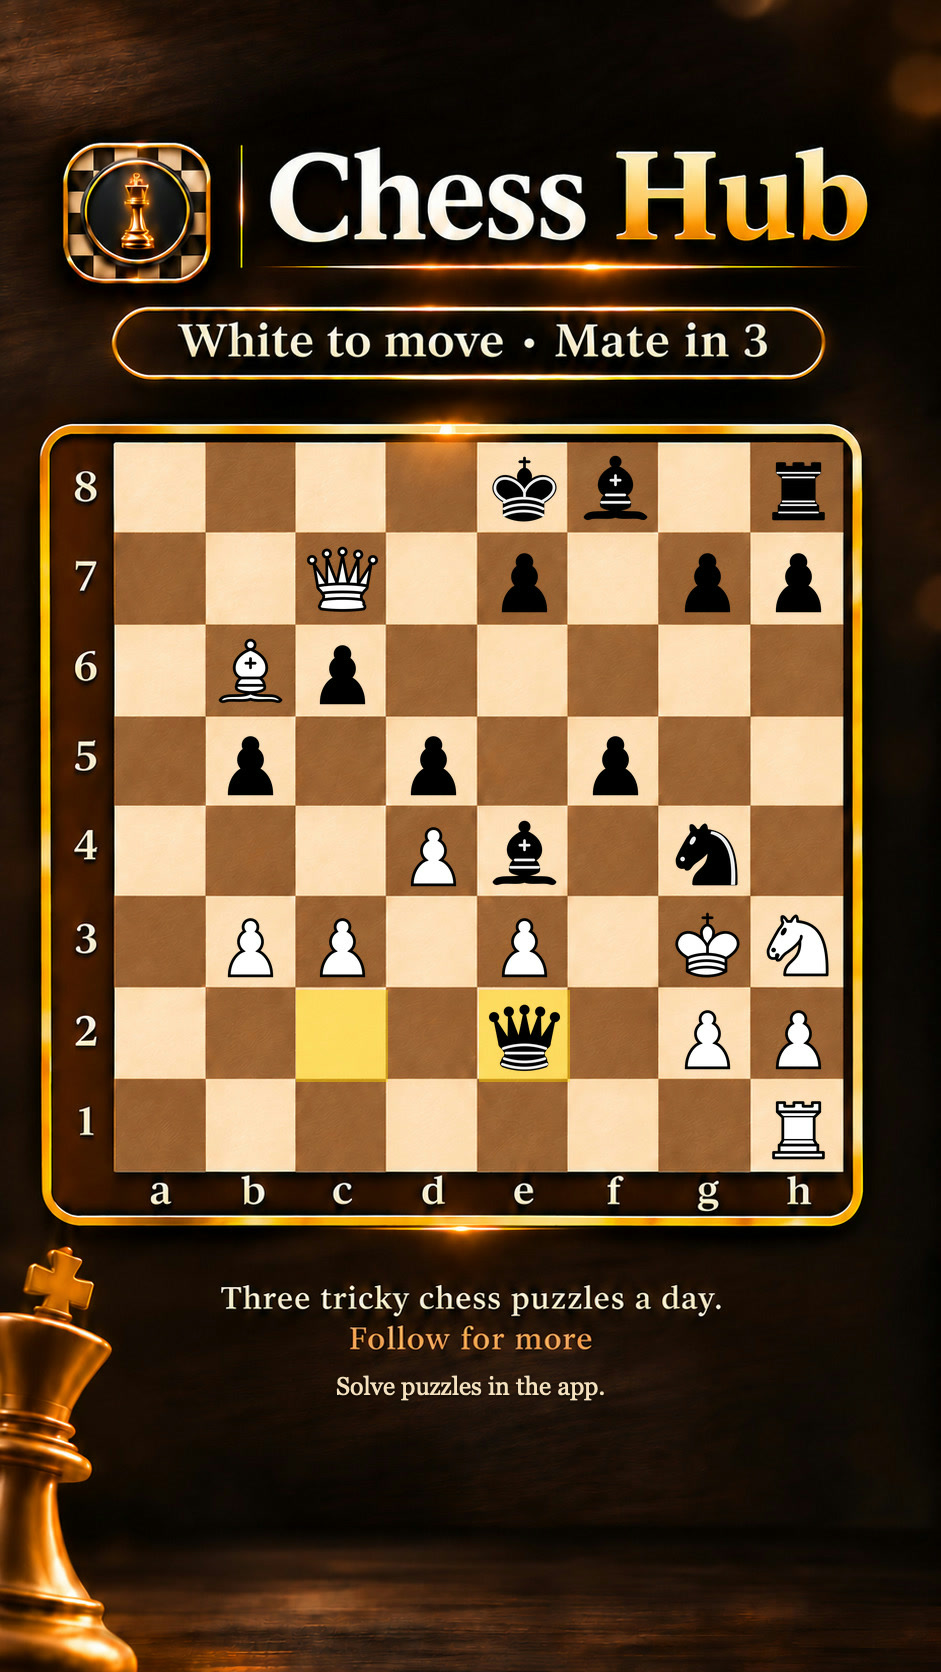 Chess Hub
White to move • Mate in 3
8
7
6
5
4
3
2
1
a b c d e f g h
Three tricky chess puzzles a day.
Follow for more
Solve puzzles in the app.